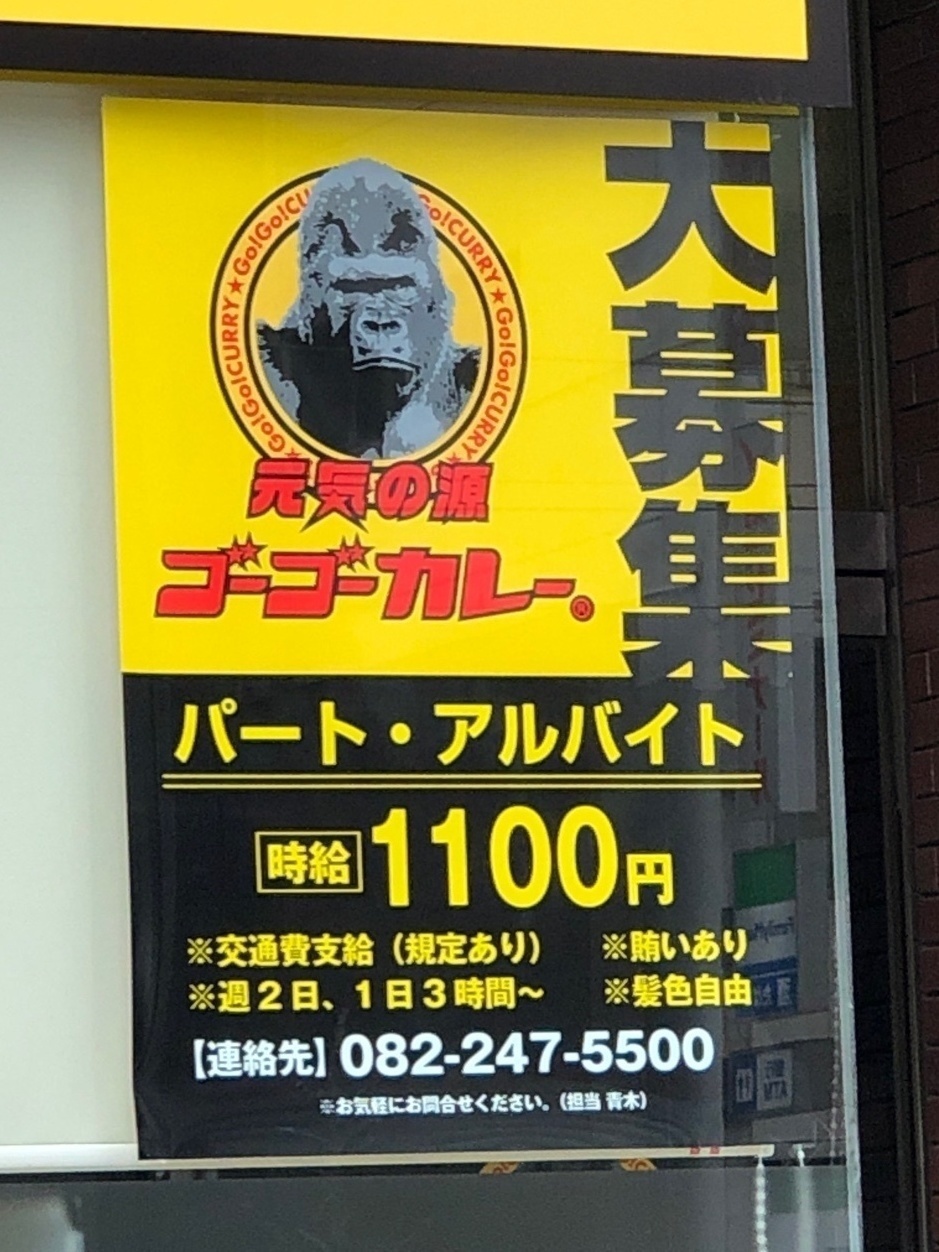 大募集
Go!Go!CURRY★Go!Go!CU
Go!CURRY★Go!Go!CURRY★
元気の源
ゴーゴーカレー®
パート・アルバイト
時給 1100円
※交通費支給（規定あり） ※賄いあり
※週２日、１日３時間～ ※髪色自由
【連絡先】082-247-5500
※お気軽にお問合せください。（担当 青木）